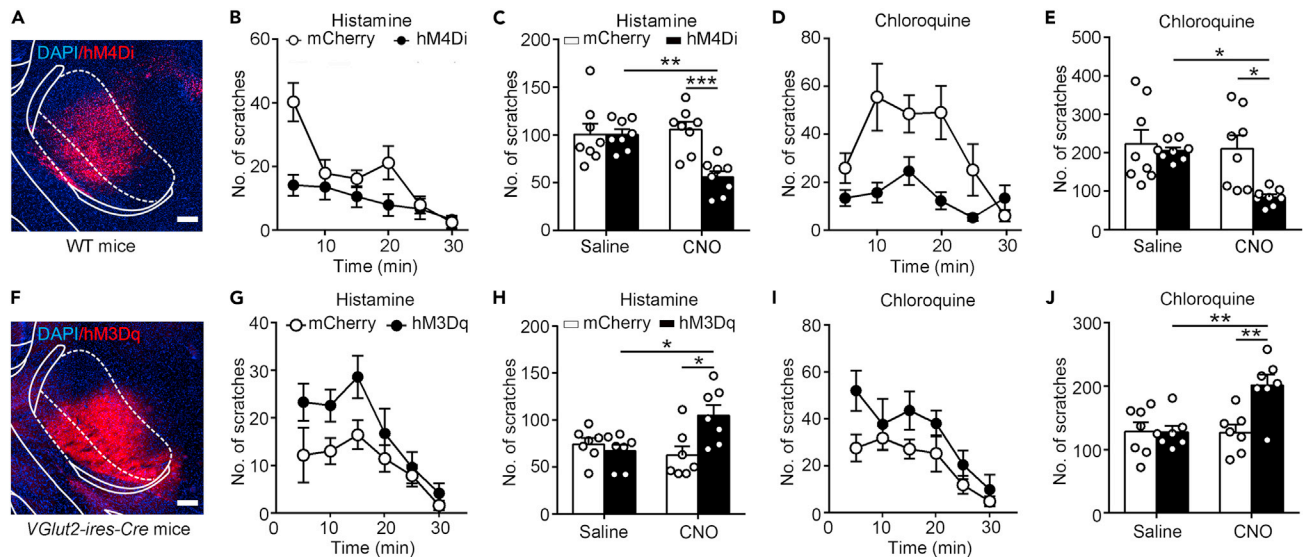 A
DAPI/hM4Di
WT mice
B
Histamine
mCherry hM4Di
No. of scratches
60
40
20
0
10 20 30
Time (min)
C
Histamine
mCherry hM4Di
No. of scratches
200
150
100
50
0
**
***
Saline CNO
D
Chloroquine
No. of scratches
80
60
40
20
0
10 20 30
Time (min)
E
Chloroquine
No. of scratches
500
400
300
200
100
0
*
*
Saline CNO
F
DAPI/hM3Dq
VGlut2-ires-Cre mice
G
Histamine
mCherry hM3Dq
No. of scratches
40
30
20
10
0
0 10 20 30
Time (min)
H
Histamine
mCherry hM3Dq
No. of scratches
200
150
100
50
0
*
*
Saline CNO
I
Chloroquine
No. of scratches
80
60
40
20
0
0 10 20 30
Time (min)
J
Chloroquine
No. of scratches
300
200
100
0
**
**
Saline CNO